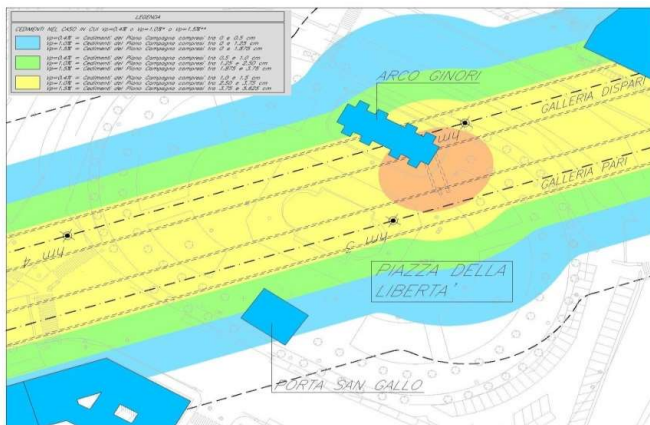 LEGENDA
CEDIMENTI NEL CASO IN CUI Vp=0,4% o Vp=1,0%* o Vp=1,5%**
Vp=0,4% = Cedimenti del Piano Campagna compresi tra 0 e 0,5 cm
Vp=1,0% = Cedimenti del Piano Campagna compresi tra 0 e 1,25 cm
Vp=1,5% = Cedimenti del Piano Campagna compresi tra 0 e 1,875 cm
Vp=0,4% = Cedimenti del Piano Campagna compresi tra 0,5 e 1,0 cm
Vp=1,0% = Cedimenti del Piano Campagna compresi tra 1,25 e 2,50 cm
Vp=1,5% = Cedimenti del Piano Campagna compresi tra 1,875 e 3,75 cm
Vp=0,4% = Cedimenti del Piano Campagna compresi tra 1,0 e 1,5 cm
Vp=1,0% = Cedimenti del Piano Campagna compresi tra 2,50 e 3,75 cm
Vp=1,5% = Cedimenti del Piano Campagna compresi tra 3,75 e 5,625 cm
ARCO GINORI
GALLERIA DISPARI
hm
GALLERIA PARI
hm 4
hm 5
PIAZZA DELLA
LIBERTA'
PORTA SAN GALLO